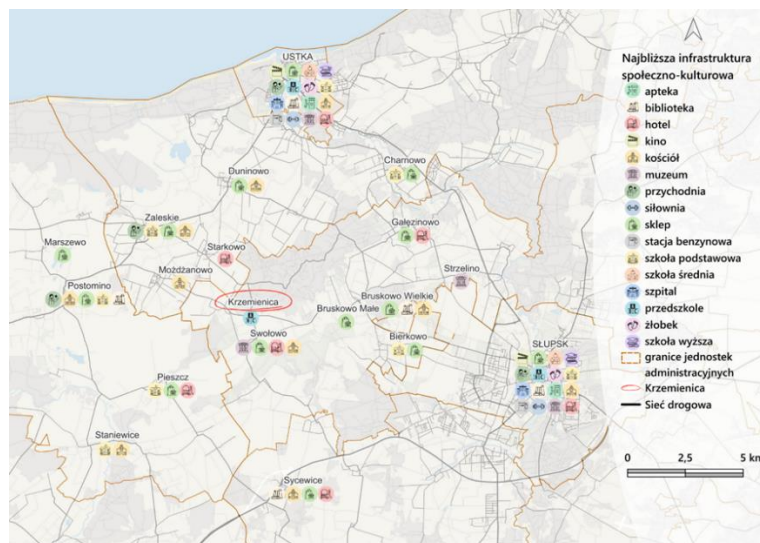 USTKA
Duninowo
Charnowo
Zaleskie
Gałęzinowo
Marszewo
Starkowo
Możdżanowo
Strzelino
Postomino
Krzemienica
Bruskowo Wielkie
Bruskowo Małe
Swołowo
Bierkowo
SŁUPSK
Pieszcz
Staniewice
Sycewice
Najbliższa infrastruktura
społeczno-kulturowa
apteka
biblioteka
hotel
kino
kościół
muzeum
przychodnia
siłownia
sklep
stacja benzynowa
szkoła podstawowa
szkoła średnia
szpital
przedszkole
żłobek
szkoła wyższa
granice jednostek
administracyjnych
Krzemienica
Sieć drogowa
0 2,5 5 km